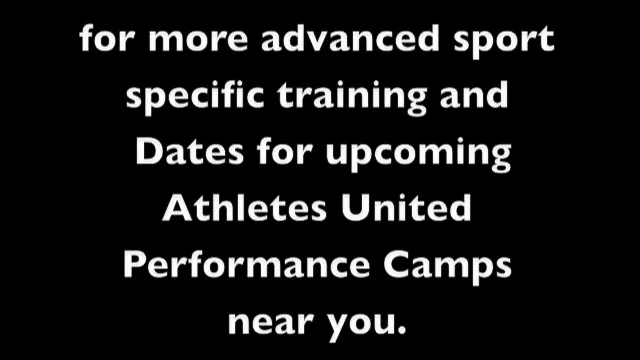 for more advanced sport
specific training and
Dates for upcoming
Athletes United
Performance Camps
near you.